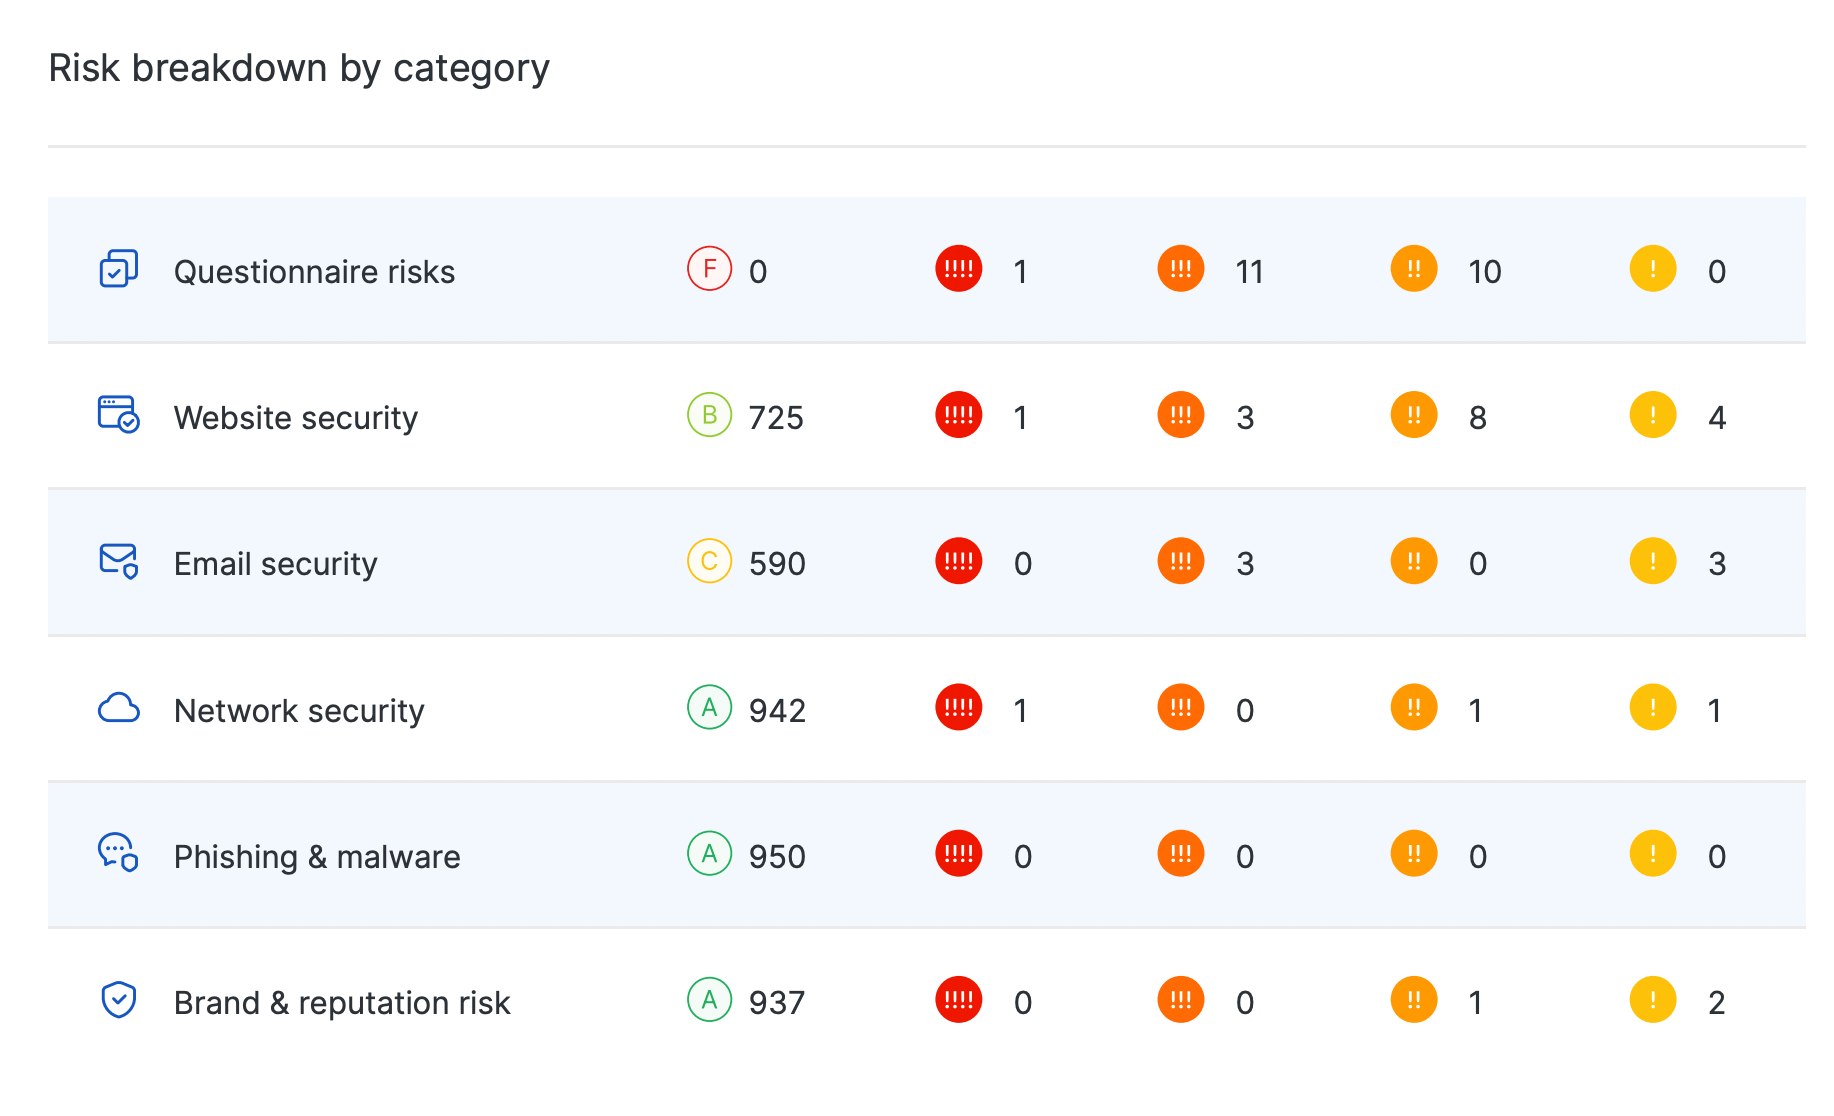 Risk breakdown by category
Questionnaire risks F 0 !!!! 1 !!! 11 !! 10 ! 0
Website security B 725 !!!! 1 !!! 3 !! 8 ! 4
Email security C 590 !!!! 0 !!! 3 !! 0 ! 3
Network security A 942 !!!! 1 !!! 0 !! 1 ! 1
Phishing & malware A 950 !!!! 0 !!! 0 !! 0 ! 0
Brand & reputation risk A 937 !!!! 0 !!! 0 !! 1 ! 2